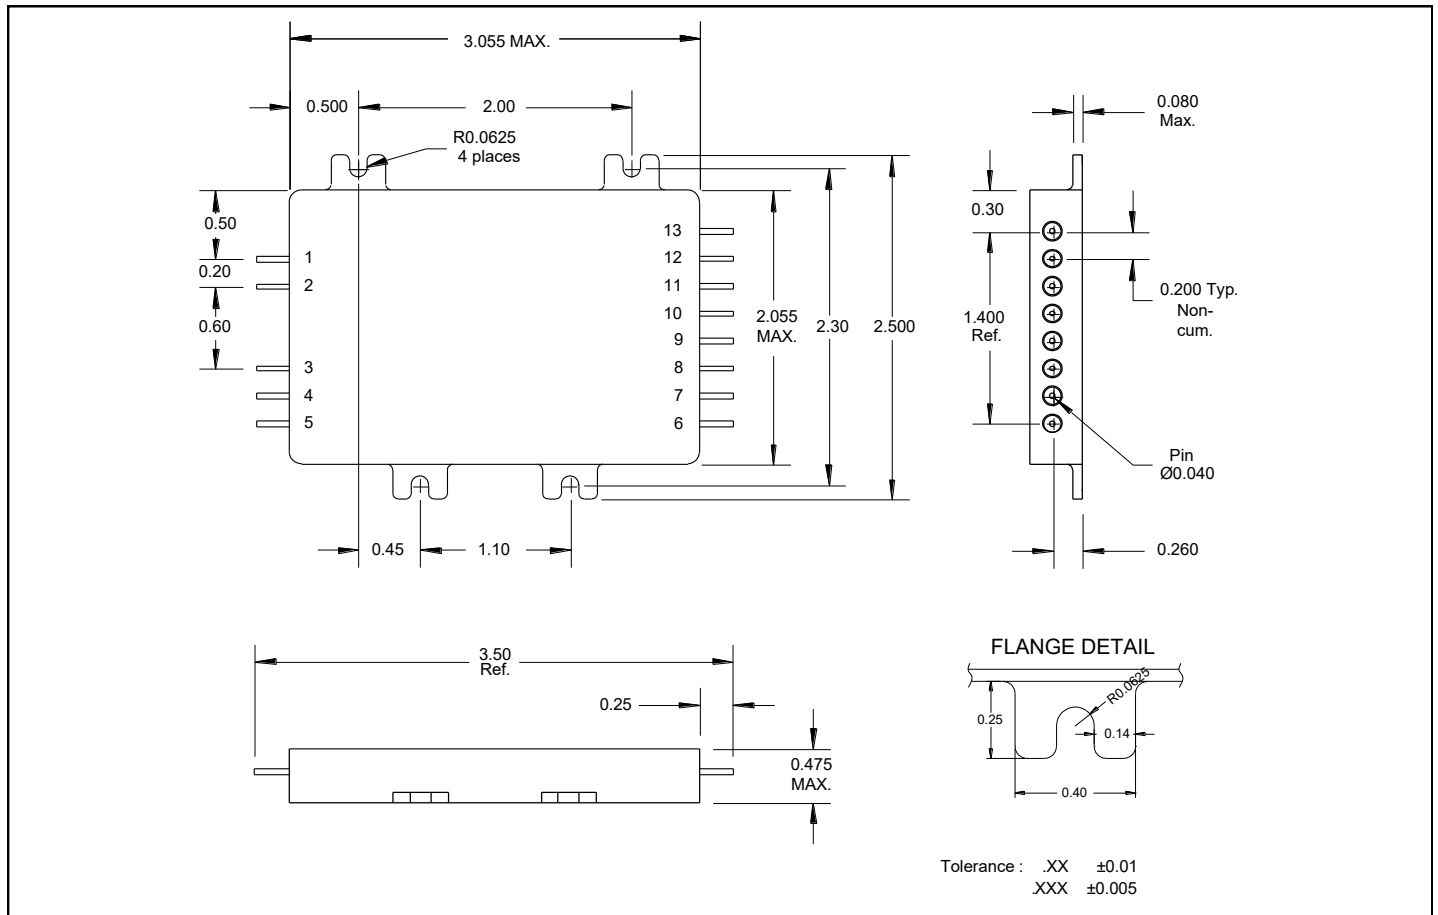 3.055 MAX.
0.500
2.00
R0.0625
4 places
0.50
0.20
0.60
1
2
3
4
5
13
12
11
10
9
8
7
6
2.055
MAX.
2.30
2.500
0.45
1.10
0.080
Max.
0.30
0.200 Typ.
Non-
cum.
1.400
Ref.
Pin
Ø0.040
0.260
3.50
Ref.
0.25
0.475
MAX.
FLANGE DETAIL
R0.0625
0.25
0.14
0.40
Tolerance : .XX ±0.01
.XXX ±0.005